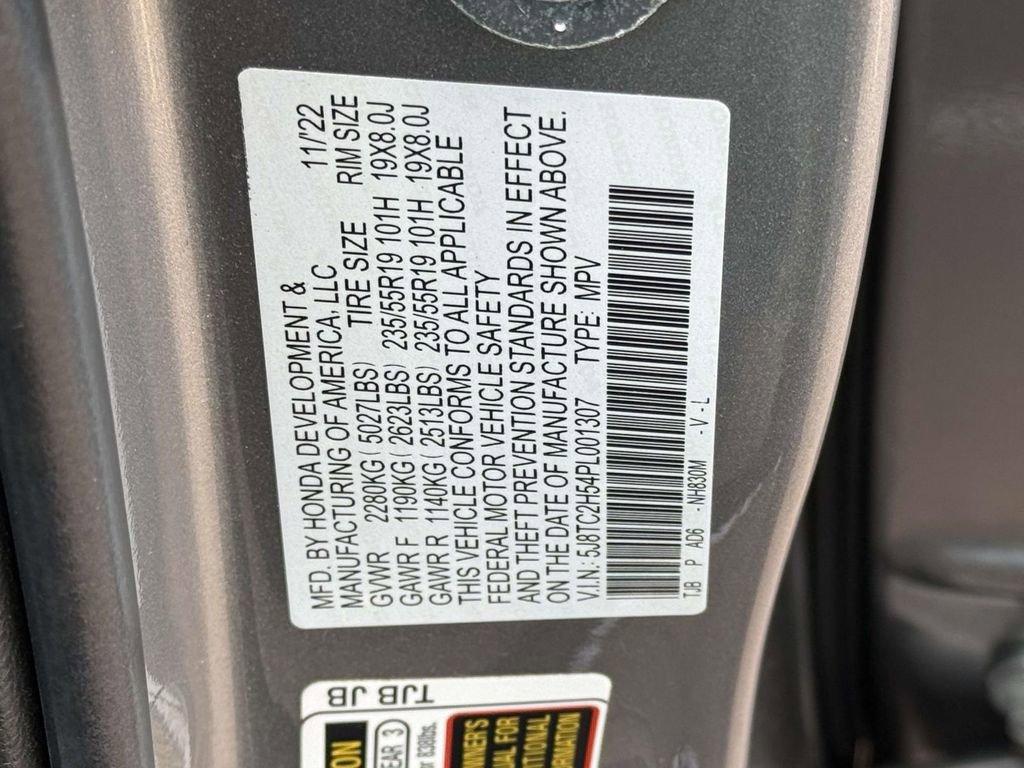 MFD. BY HONDA DEVELOPMENT & 11/'22
MANUFACTURING OF AMERICA, LLC
GVWR 2280KG ( 5027LBS) TIRE SIZE RIM SIZE
GAWR F 1190KG ( 2623LBS) 235/55R19 101H 19X8.0J
GAWR R 1140KG ( 2513LBS) 235/55R19 101H 19X8.0J
THIS VEHICLE CONFORMS TO ALL APPLICABLE
FEDERAL MOTOR VEHICLE SAFETY
AND THEFT PREVENTION STANDARDS IN EFFECT
ON THE DATE OF MANUFACTURE SHOWN ABOVE.
V.I.N: 5J8TC2H54PL001307 TYPE: MPV
TJB P AD6 -NH830M -V - L
TJB JB
3
838lbs.
FOR